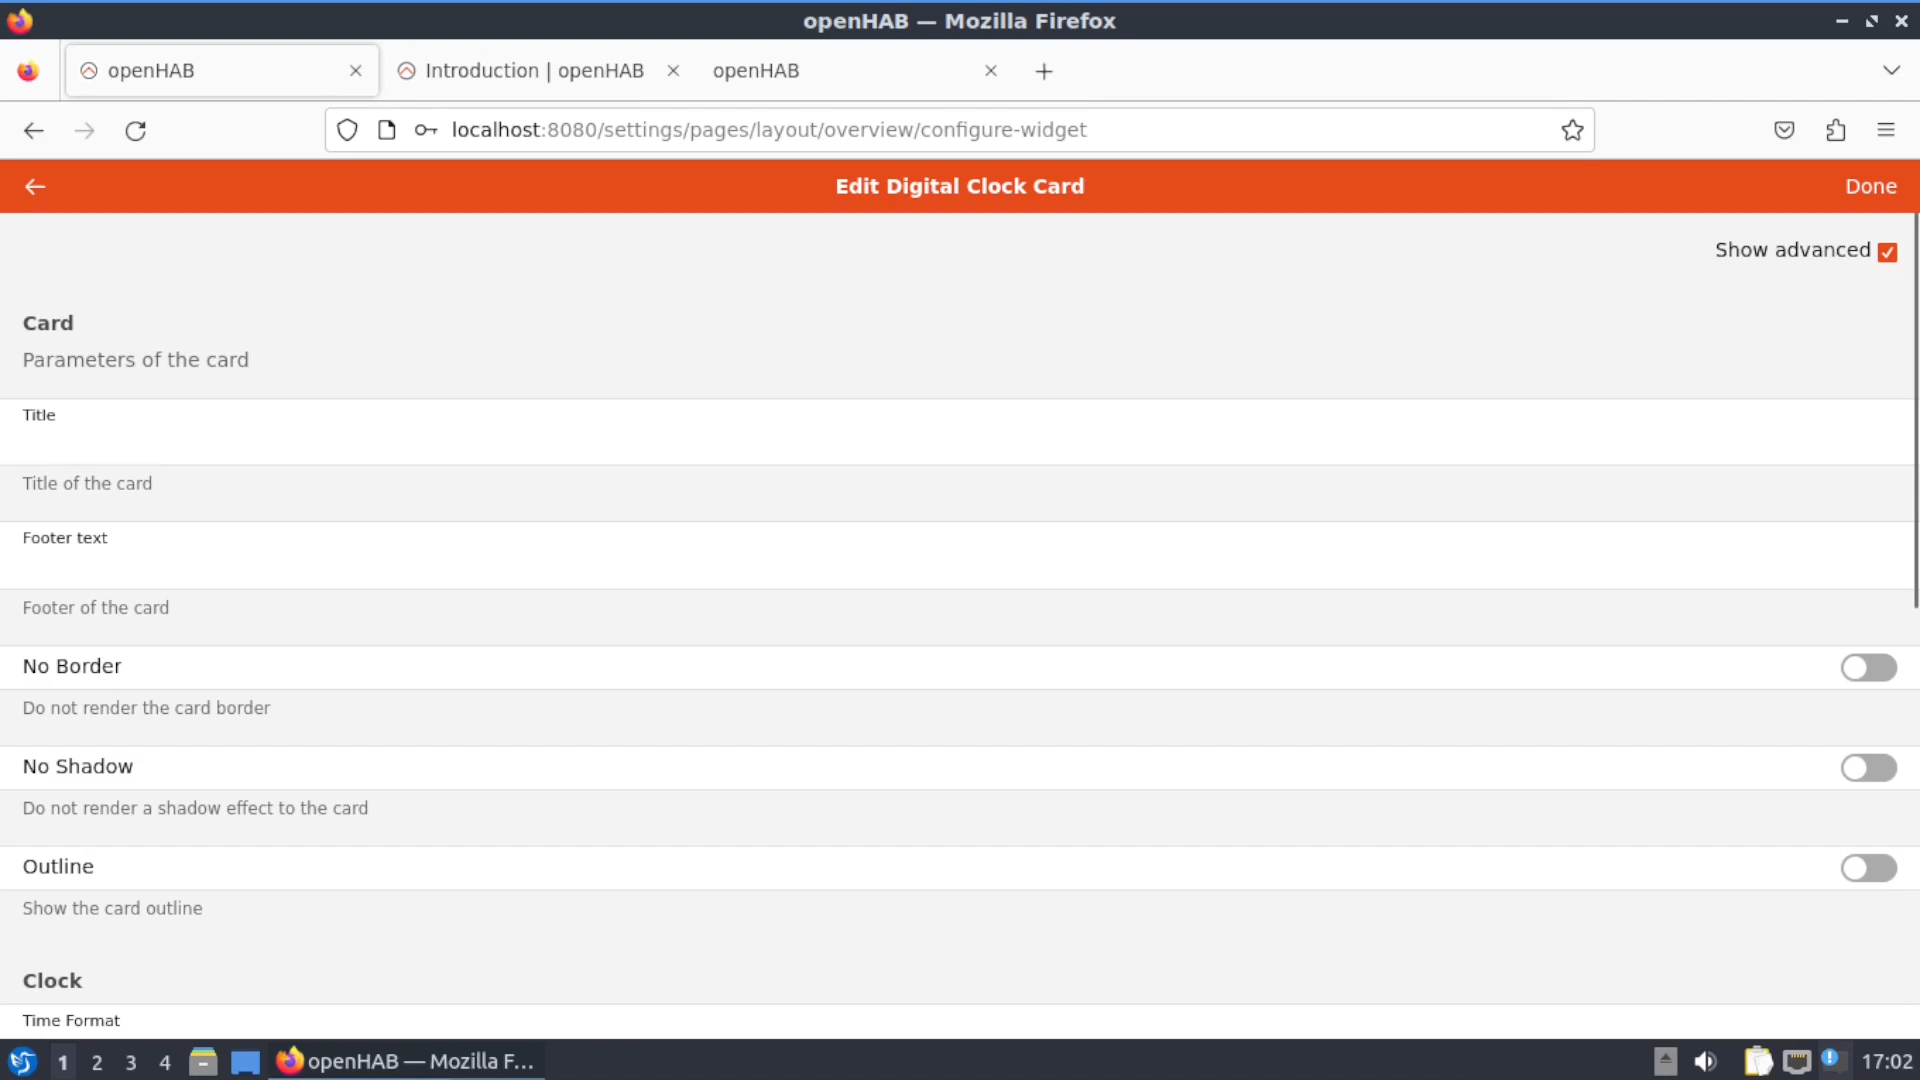 openHAB — Mozilla Firefox
openHAB
Introduction | openHAB
openHAB
localhost:8080/settings/pages/layout/overview/configure-widget
Edit Digital Clock Card
Done
Show advanced
Card
Parameters of the card
Title
Title of the card
Footer text
Footer of the card
No Border
Do not render the card border
No Shadow
Do not render a shadow effect to the card
Outline
Show the card outline
Clock
Time Format
1 2 3 4 openHAB — Mozilla F... 17:02